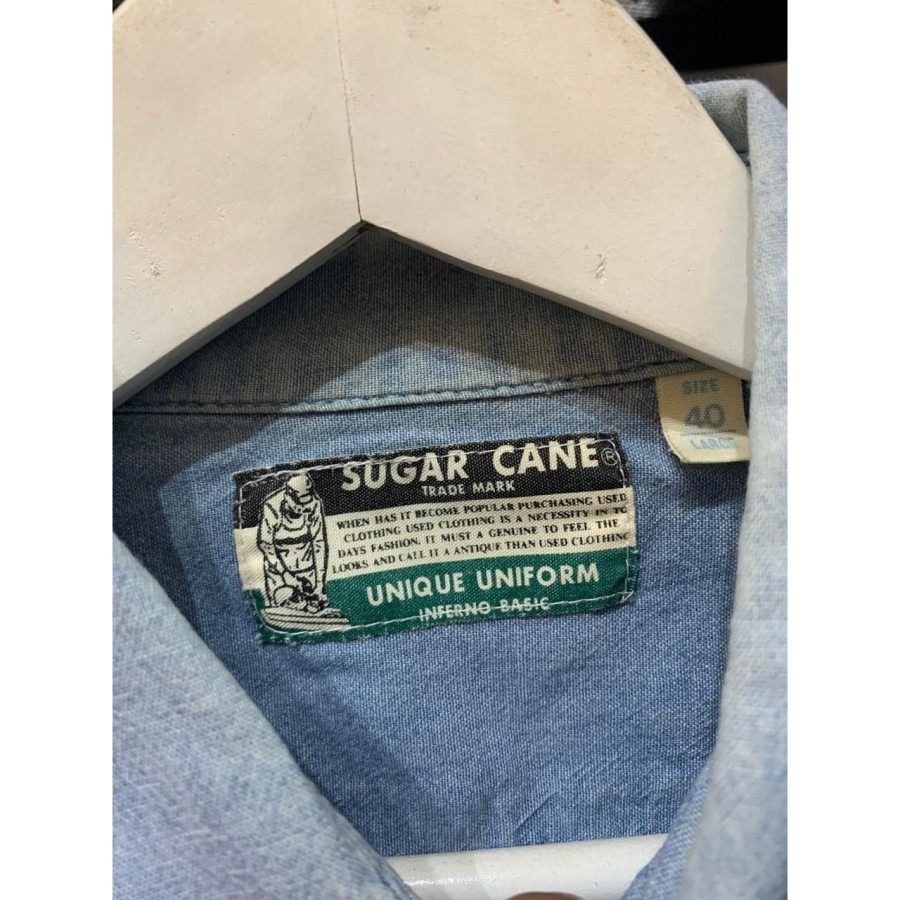 SIZE
40
LARGE
SUGAR CANE®
TRADE MARK
WHEN HAS IT BECOME POPULAR PURCHASING USED
CLOTHING USED CLOTHING IS A NECESSITY IN TO
DAYS FASHION. IT MUST A GENUINE TO FEEL THE
LOOKS AND CALL IT A ANTIQUE THAN USED CLOTHING
UNIQUE UNIFORM
INFERNO BASIC